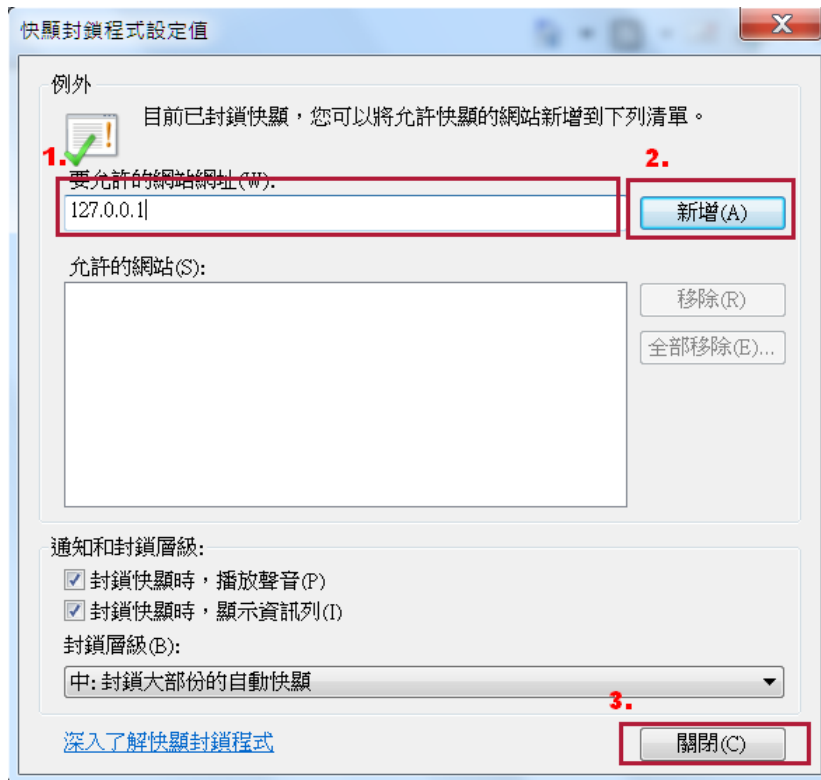 快顯封鎖程式設定值
X
例外
目前已封鎖快顯，您可以將允許快顯的網站新增到下列清單。
1.
要允許的網站網址(W):
2.
127.0.0.1
新增(A)
允許的網站(S):
移除(R)
全部移除(E)...
通知和封鎖層級:
封鎖快顯時，播放聲音(P)
封鎖快顯時，顯示資訊列(I)
封鎖層級(B):
中: 封鎖大部份的自動快顯
3.
深入了解快顯封鎖程式
關閉(C)